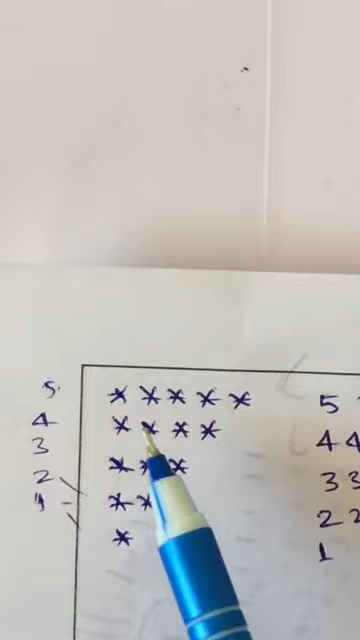 5 * * * * * 5
4 * * * * 4 4
3 * * * 3 3
2 * * 2 2
1 * 1